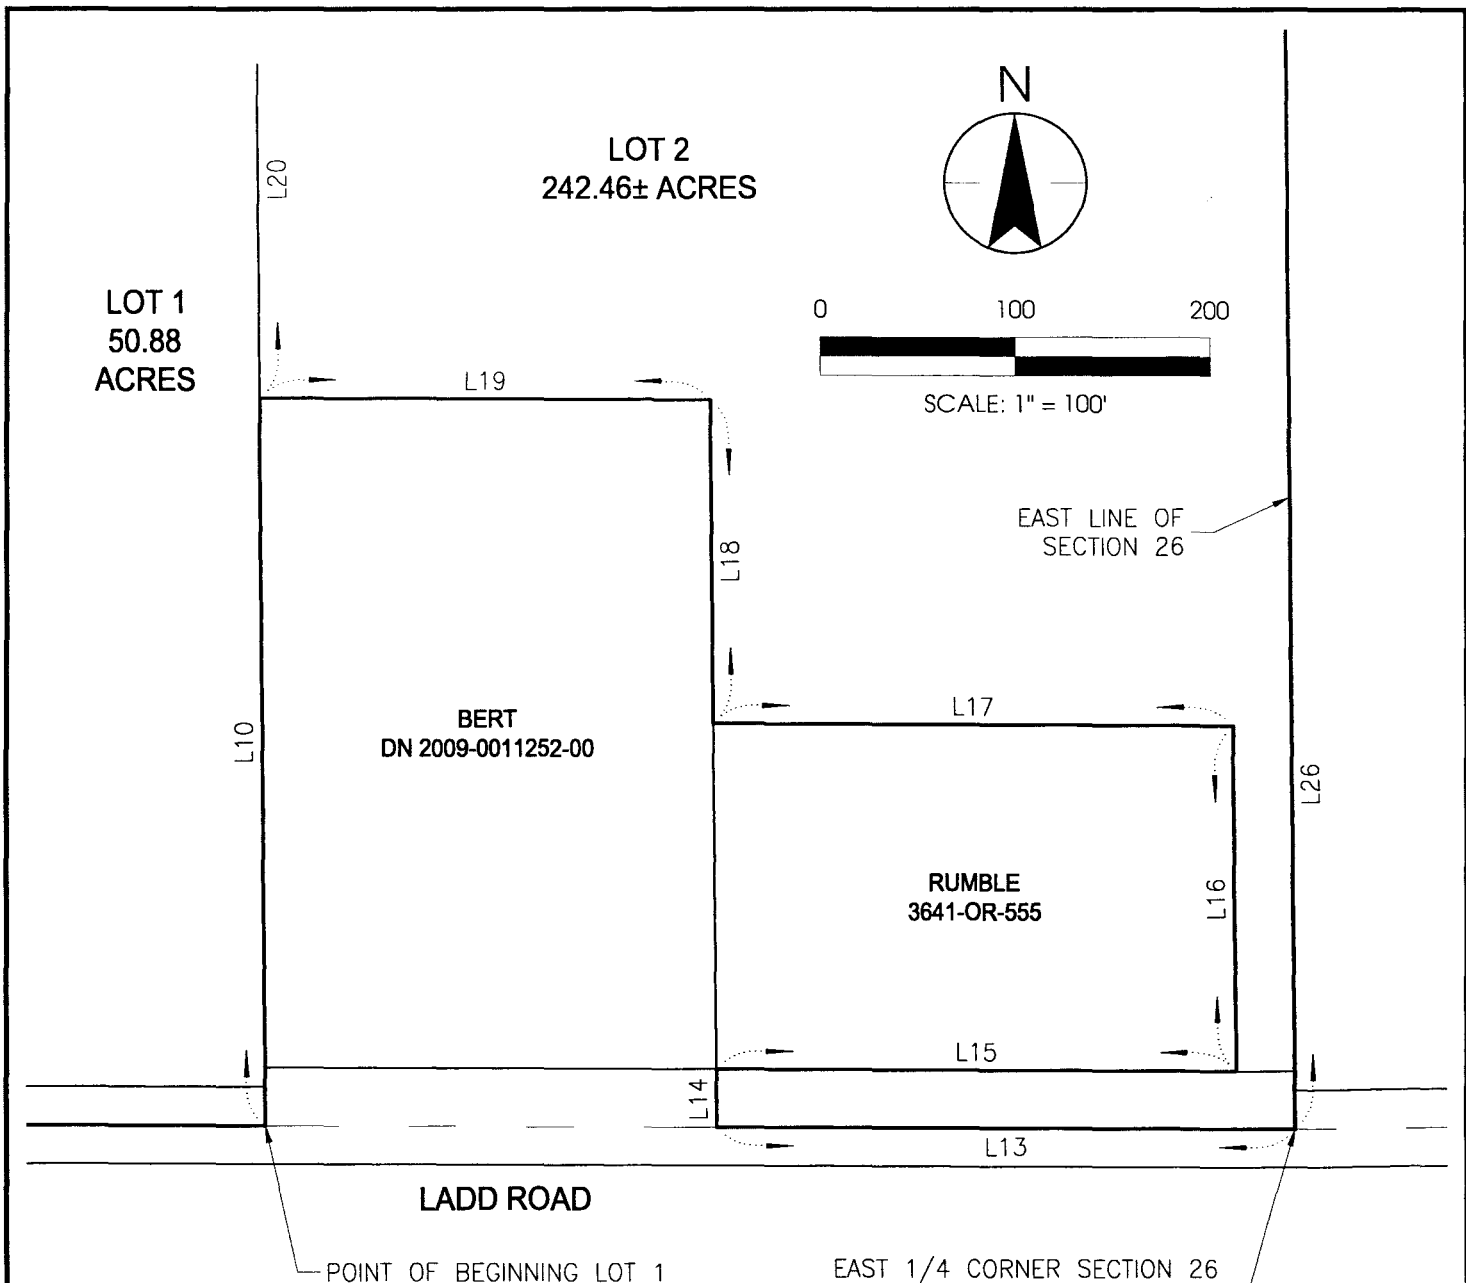 N
L20
LOT 2
242.46± ACRES
LOT 1
50.88
ACRES
0 100 200
SCALE: 1" = 100'
L19
EAST LINE OF
SECTION 26
L18
L17
BERT
DN 2009-0011252-00
L10
L26
RUMBLE
3641-OR-555
L16
L15
L14
L13
LADD ROAD
POINT OF BEGINNING LOT 1
EAST 1/4 CORNER SECTION 26